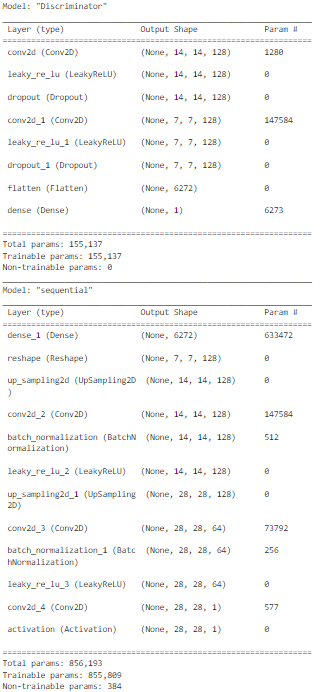 Model: "Discriminator"
Layer (type) Output Shape Param #
conv2d (Conv2D) (None, 14, 14, 128) 1280
leaky_re_lu (LeakyReLU) (None, 14, 14, 128) 0
dropout (Dropout) (None, 14, 14, 128) 0
conv2d_1 (Conv2D) (None, 7, 7, 128) 147584
leaky_re_lu_1 (LeakyReLU) (None, 7, 7, 128) 0
dropout_1 (Dropout) (None, 7, 7, 128) 0
flatten (Flatten) (None, 6272) 0
dense (Dense) (None, 1) 6273
Total params: 155,137
Trainable params: 155,137
Non-trainable params: 0
Model: "sequential"
Layer (type) Output Shape Param #
dense_1 (Dense) (None, 6272) 633472
reshape (Reshape) (None, 7, 7, 128) 0
up_sampling2d (UpSampling2D (None, 14, 14, 128) 0
)
conv2d_2 (Conv2D) (None, 14, 14, 128) 147584
batch_normalization (BatchN (None, 14, 14, 128) 512
ormalization)
leaky_re_lu_2 (LeakyReLU) (None, 14, 14, 128) 0
up_sampling2d_1 (UpSampling (None, 28, 28, 128) 0
2D)
conv2d_3 (Conv2D) (None, 28, 28, 64) 73792
batch_normalization_1 (Batc (None, 28, 28, 64) 256
hNormalization)
leaky_re_lu_3 (LeakyReLU) (None, 28, 28, 64) 0
conv2d_4 (Conv2D) (None, 28, 28, 1) 577
activation (Activation) (None, 28, 28, 1) 0
Total params: 856,193
Trainable params: 855,809
Non-trainable params: 384